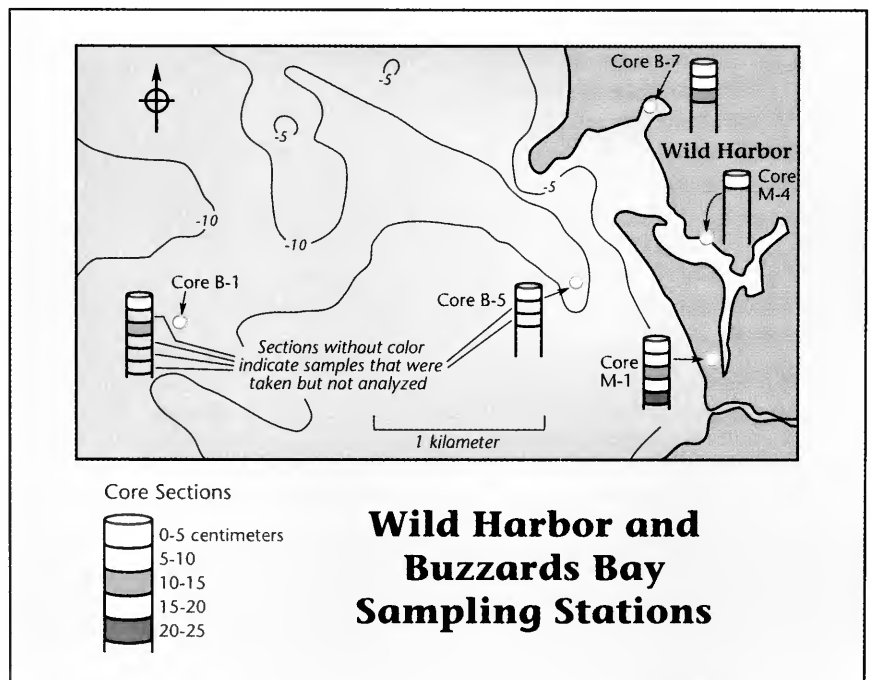 Core B-7
-5
-5
Wild Harbor
Core
M-4
-5
-10
-10
Core B-1
Core B-5
Sections without color
indicate samples that were
taken but not analyzed
Core
M-1
1 kilometer
Core Sections
0-5 centimeters
5-10
10-15
15-20
20-25
Wild Harbor and
Buzzards Bay
Sampling Stations